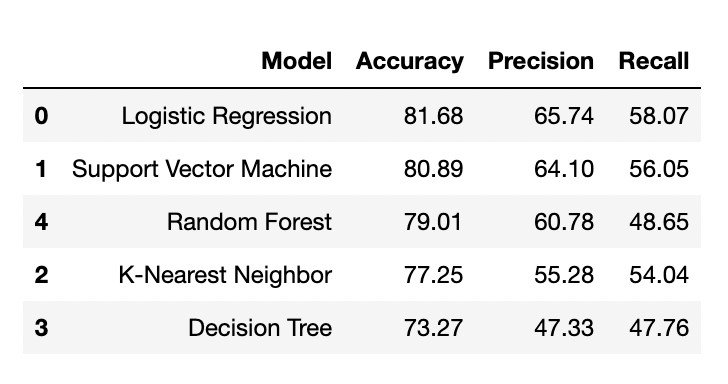 Model Accuracy Precision Recall
0 Logistic Regression 81.68 65.74 58.07
1 Support Vector Machine 80.89 64.10 56.05
4 Random Forest 79.01 60.78 48.65
2 K-Nearest Neighbor 77.25 55.28 54.04
3 Decision Tree 73.27 47.33 47.76